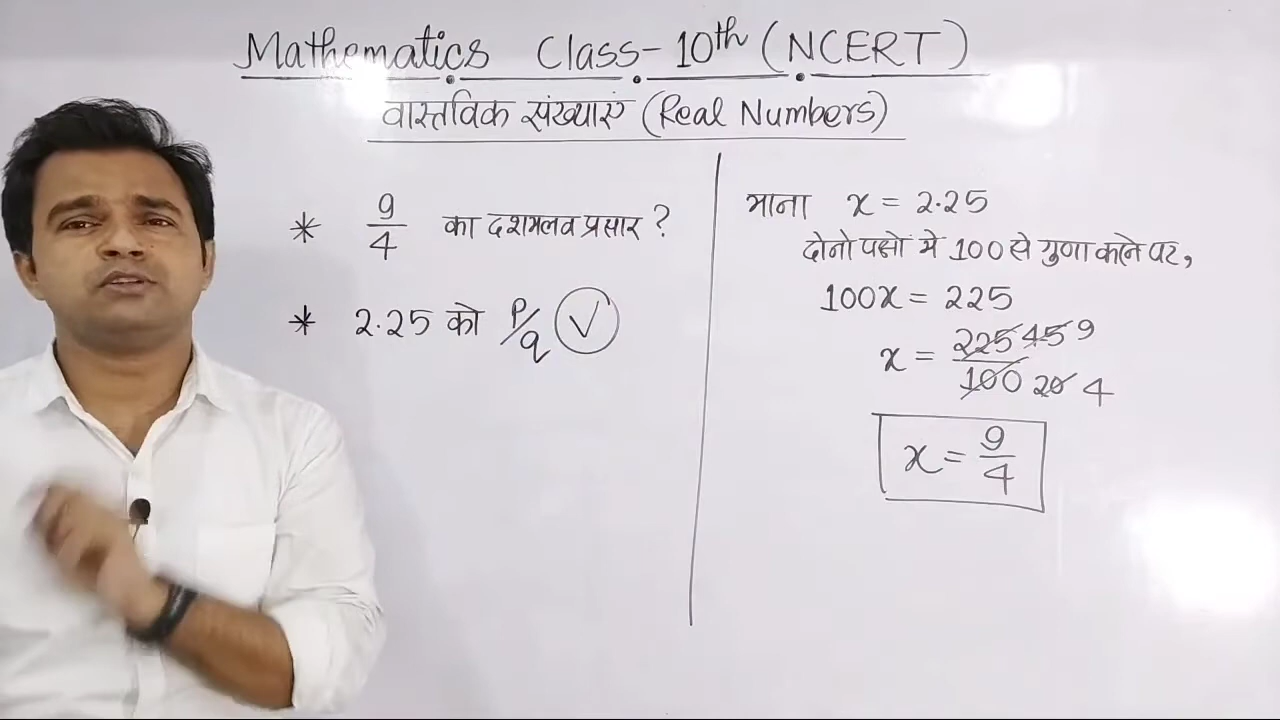 Mathematics Class-10th (NCERT)
वास्तविक संख्याएं (Real Numbers)
* 9/4 का दशमलव प्रसार ?
* 2.25 को P/q ✓
माना x = 2.25
दोनो पक्षो मे 100 से गुणा करने पर,
100x = 225
x = 225 45 9 / 100 20 4
x = 9/4